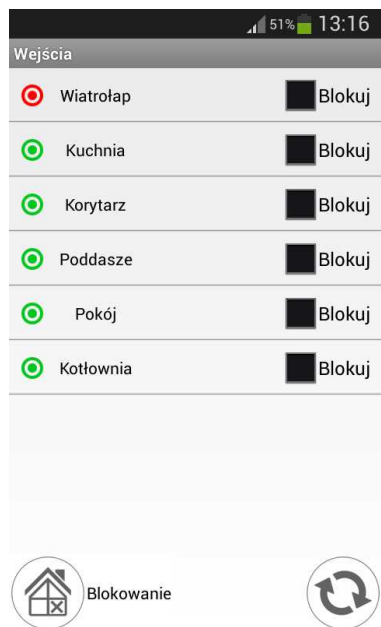 51% 13:16
Wejścia
Wiatrołap Blokuj
Kuchnia Blokuj
Korytarz Blokuj
Poddasze Blokuj
Pokój Blokuj
Kotłownia Blokuj
Blokowanie